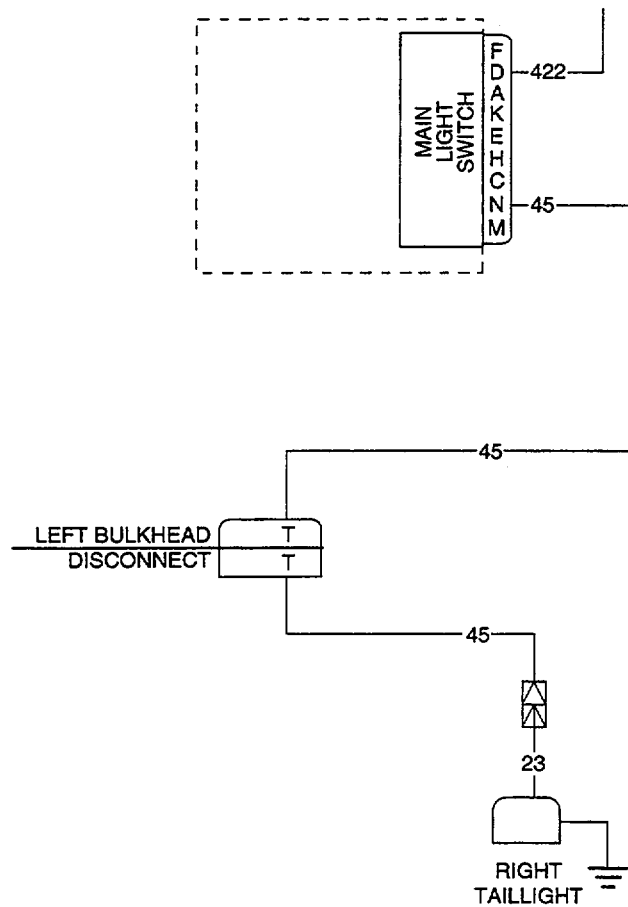 MAIN
LIGHT
SWITCH
F
D
A
K
E
H
C
N
M
422
45
45
LEFT BULKHEAD
DISCONNECT
T
T
45
23
RIGHT
TAILLIGHT